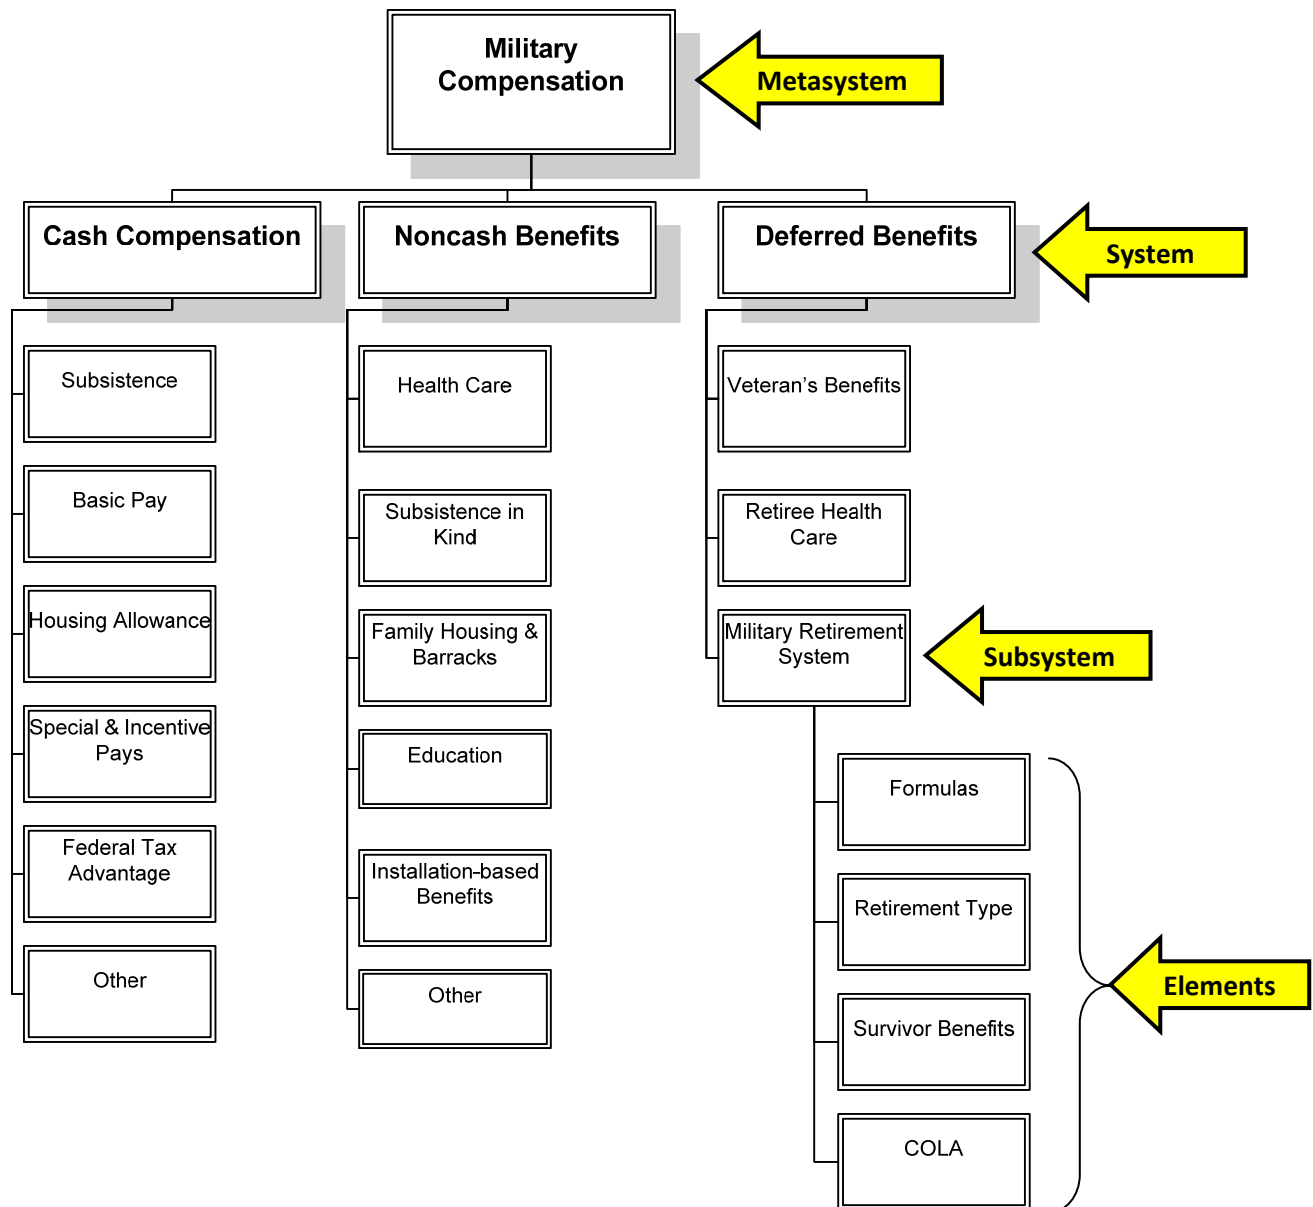 Military
Compensation
Metasystem
Cash Compensation
Noncash Benefits
Deferred Benefits
System
Subsistence
Basic Pay
Housing Allowance
Special & Incentive
Pays
Federal Tax
Advantage
Other
Health Care
Subsistence in
Kind
Family Housing &
Barracks
Education
Installation-based
Benefits
Other
Veteran's Benefits
Retiree Health
Care
Military Retirement
System
Subsystem
Formulas
Retirement Type
Survivor Benefits
COLA
Elements